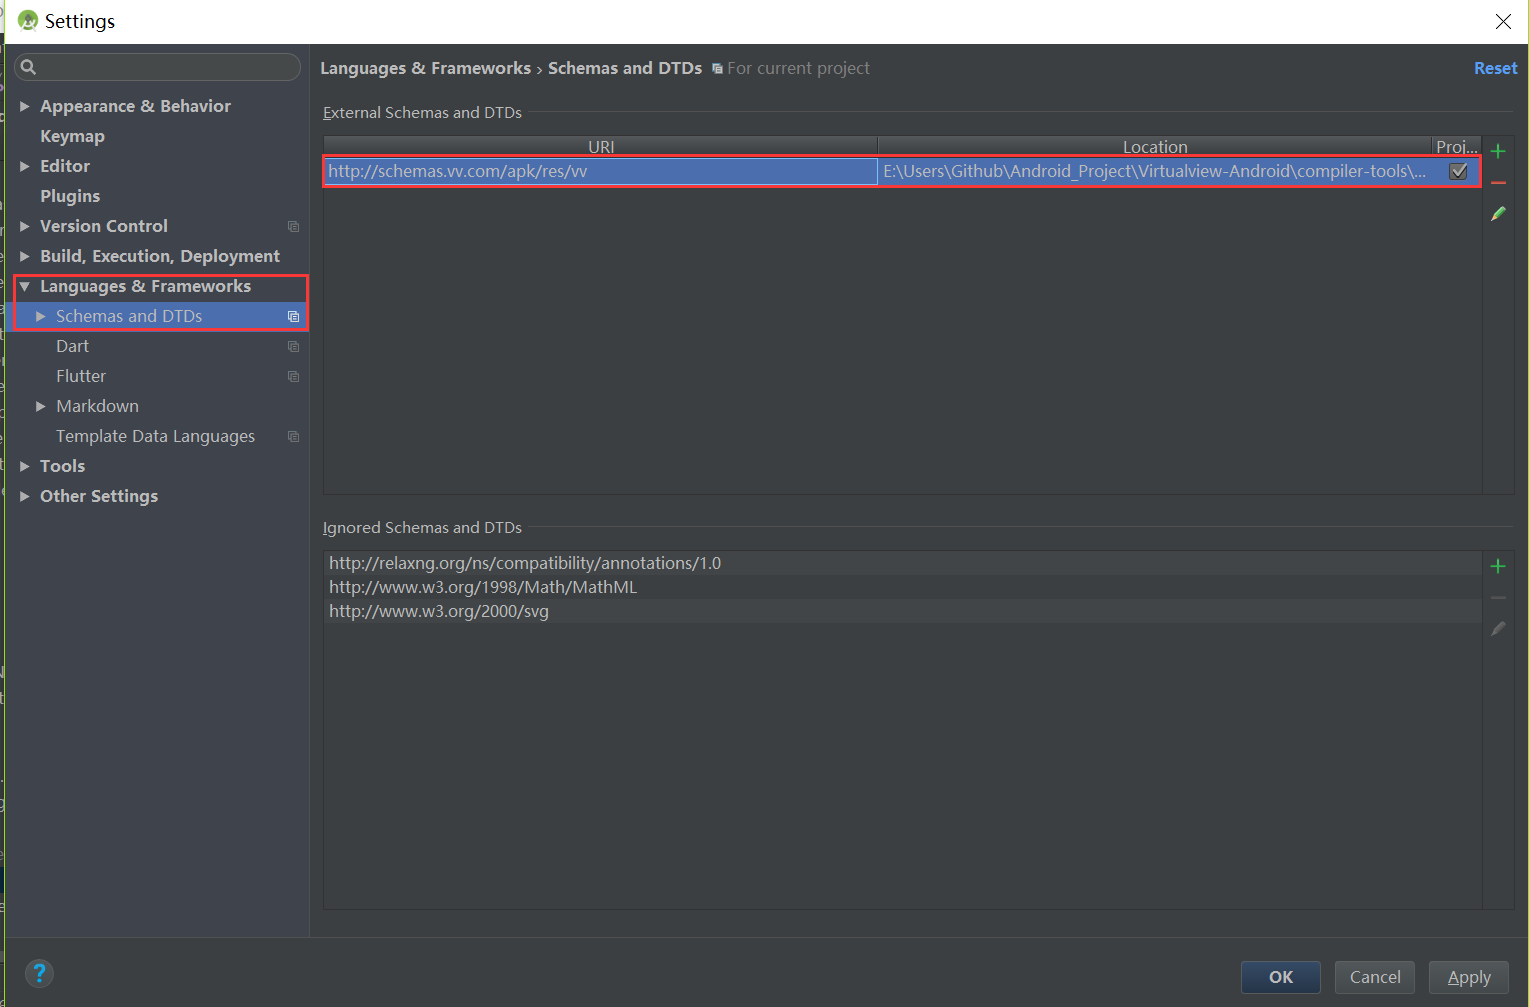 Settings
Languages & Frameworks › Schemas and DTDs For current project
Reset
Appearance & Behavior
Keymap
Editor
Plugins
Version Control
Build, Execution, Deployment
Languages & Frameworks
Schemas and DTDs
Dart
Flutter
Markdown
Template Data Languages
Tools
Other Settings
External Schemas and DTDs
URI Location Proj...
http://schemas.vv.com/apk/res/vv E:\Users\Github\Android_Project\Virtualview-Android\compiler-tools\...
Ignored Schemas and DTDs
http://relaxng.org/ns/compatibility/annotations/1.0
http://www.w3.org/1998/Math/MathML
http://www.w3.org/2000/svg
?
OK Cancel Apply